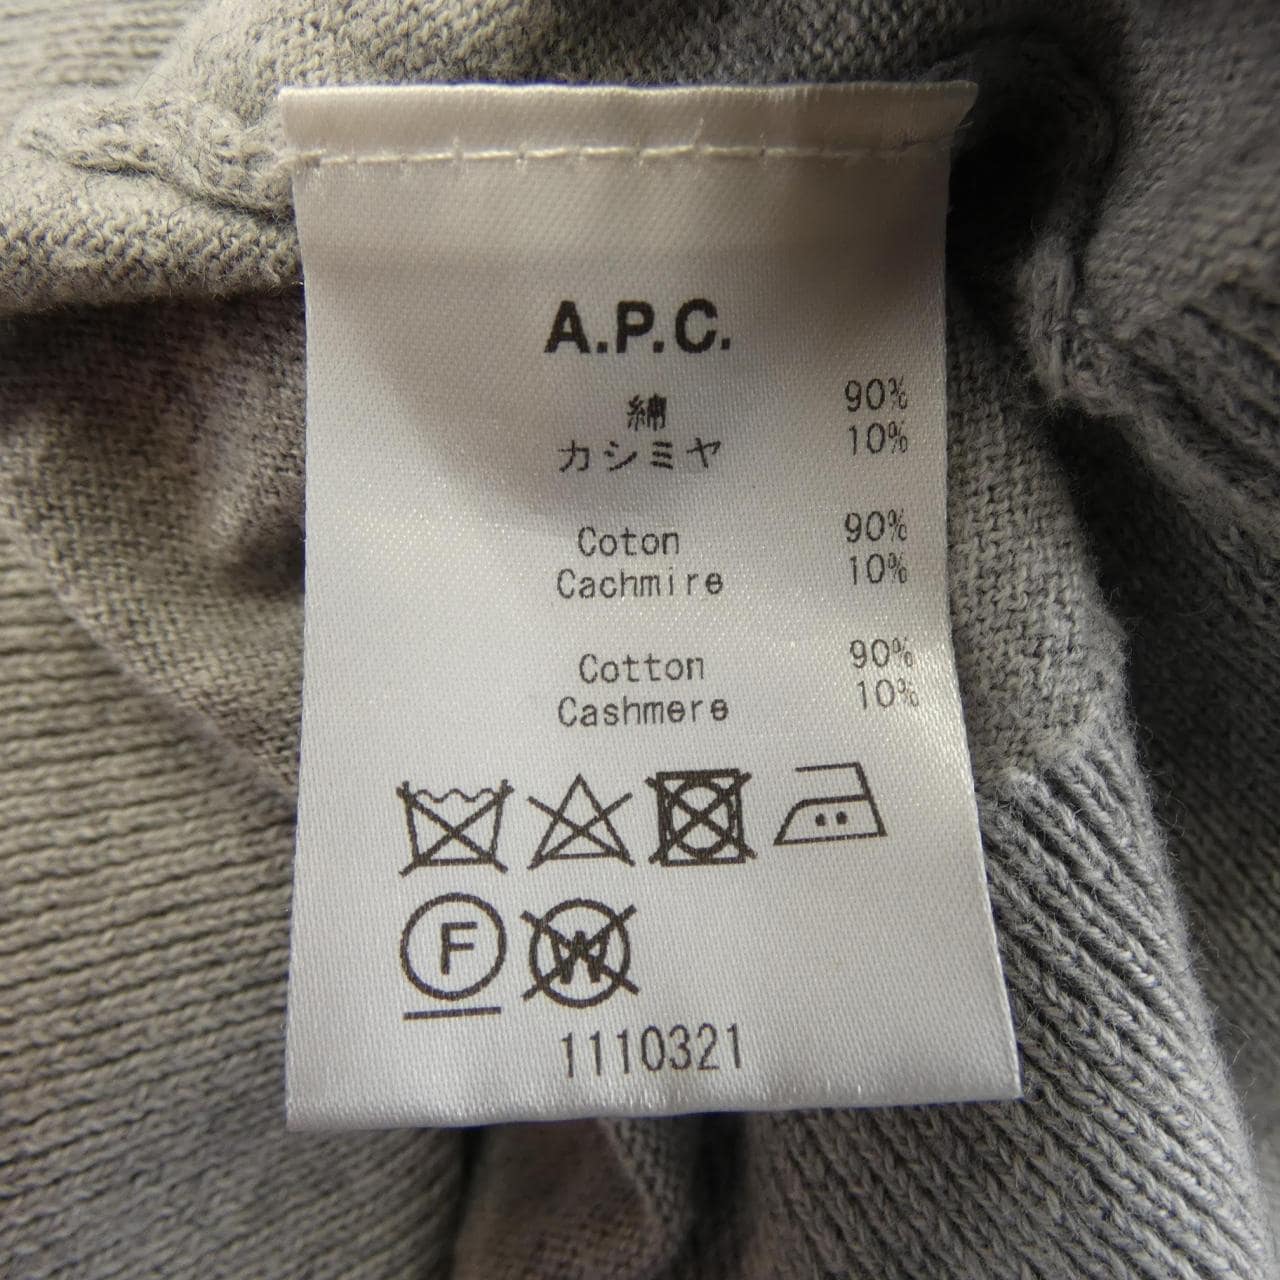 A.P.C.
綿 90%
カシミヤ 10%
Coton 90%
Cachmire 10%
Cotton 90%
Cashmere 10%
F W
1110321